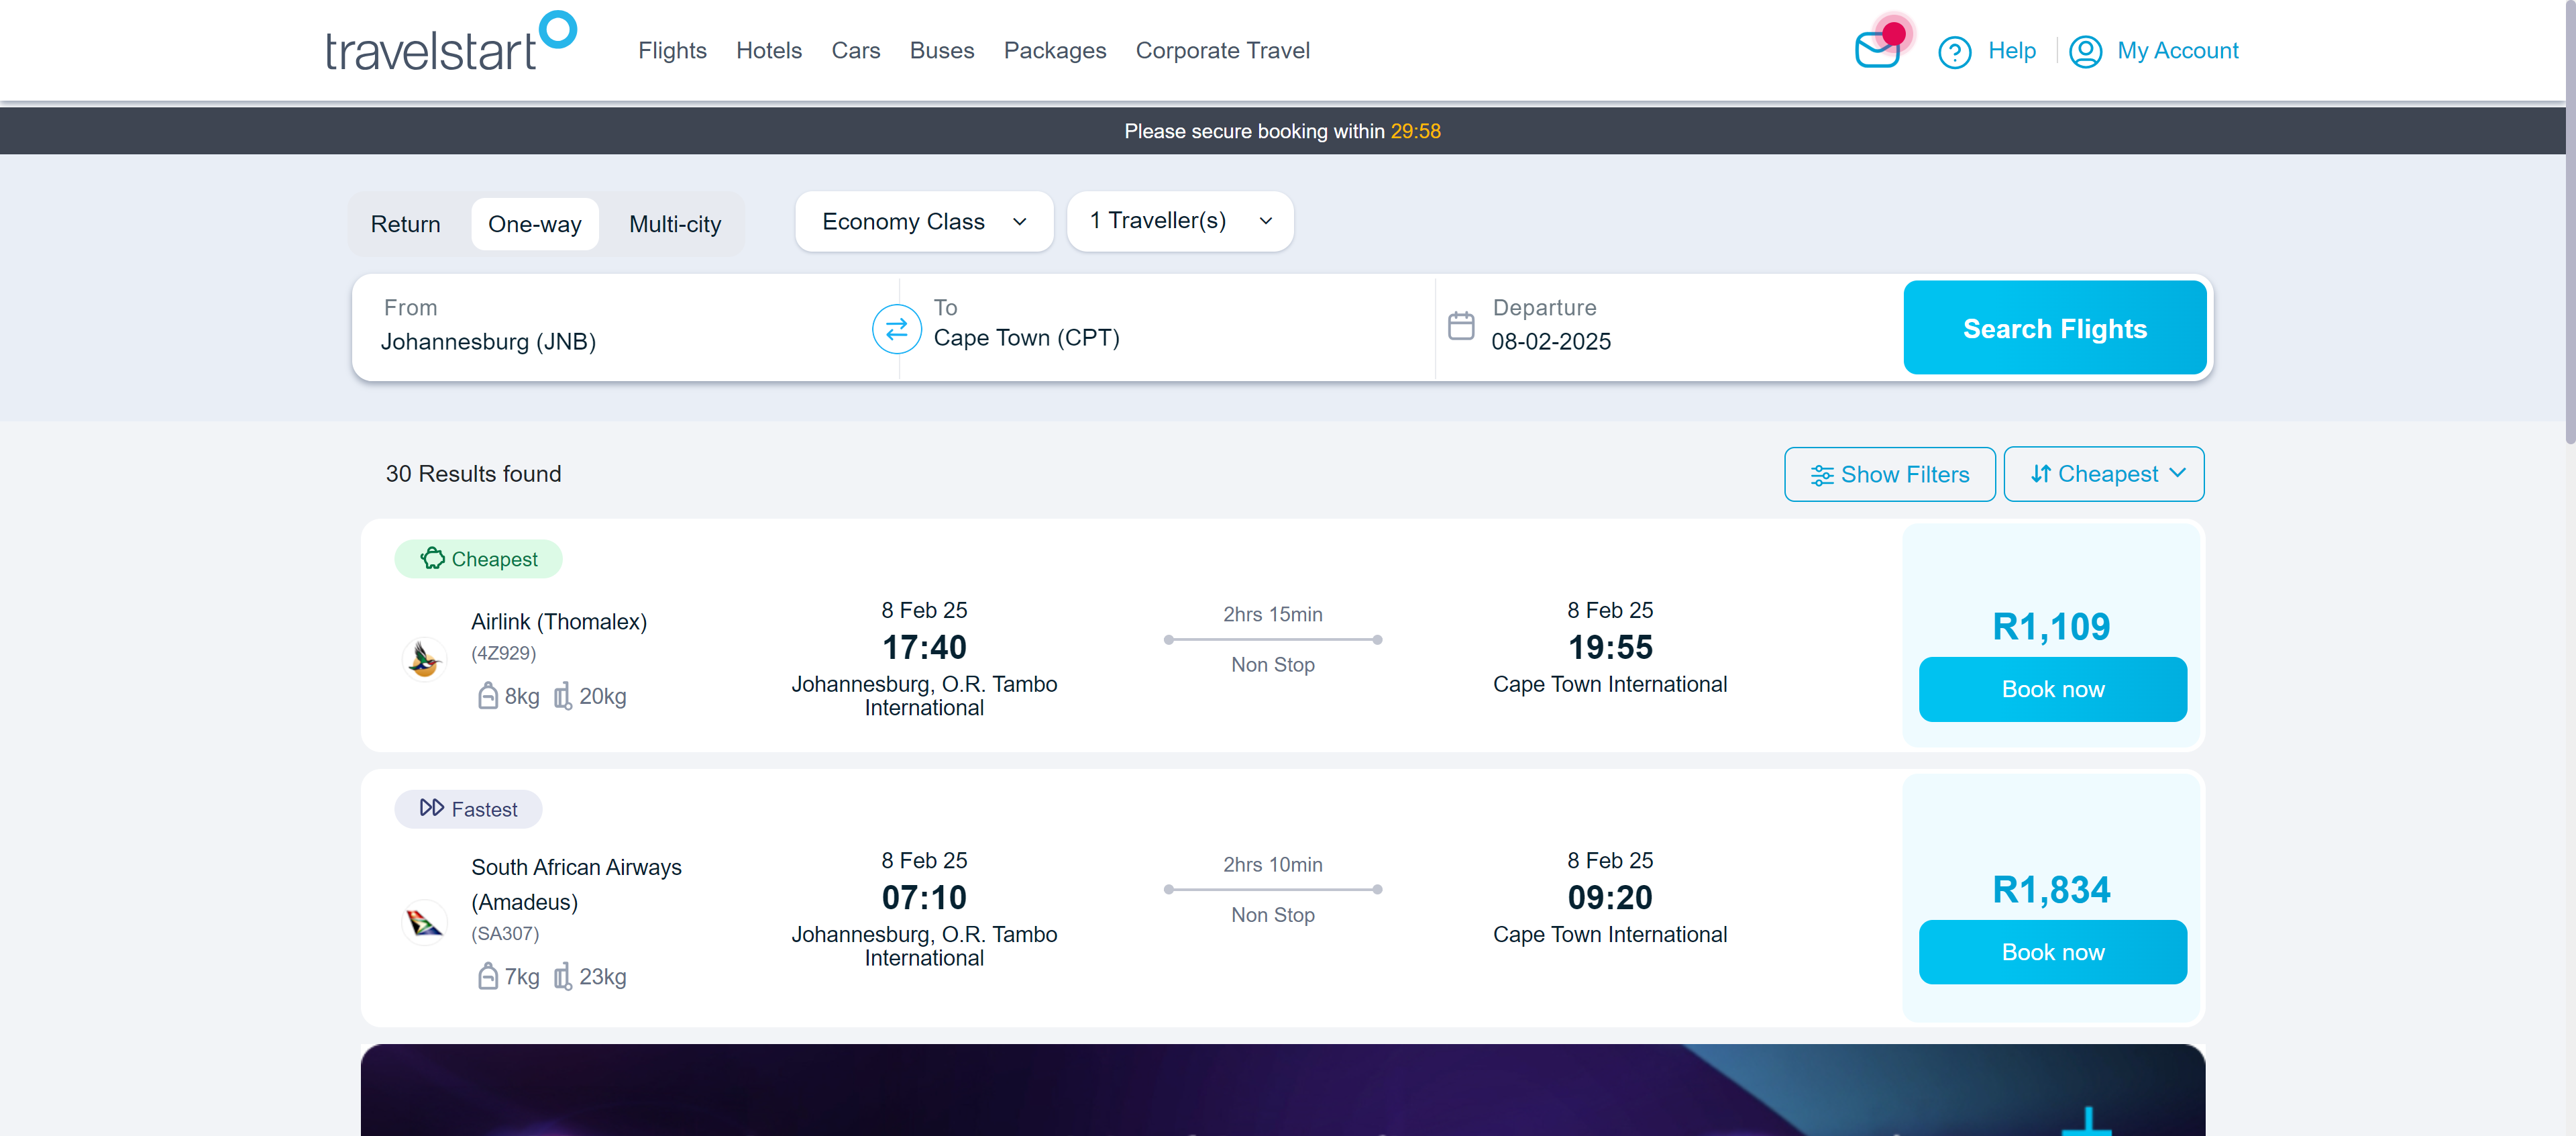 travelstart
Flights Hotels Cars Buses Packages Corporate Travel
Help My Account
Please secure booking within 29:58
Return One-way Multi-city
Economy Class
1 Traveller(s)
From
Johannesburg (JNB)
To
Cape Town (CPT)
Departure
08-02-2025
Search Flights
30 Results found
Show Filters
Cheapest
Cheapest
Airlink (Thomalex)
(4Z929)
8kg 20kg
8 Feb 25
17:40
Johannesburg, O.R. Tambo
International
2hrs 15min
Non Stop
8 Feb 25
19:55
Cape Town International
R1,109
Book now
Fastest
South African Airways
(Amadeus)
(SA307)
7kg 23kg
8 Feb 25
07:10
Johannesburg, O.R. Tambo
International
2hrs 10min
Non Stop
8 Feb 25
09:20
Cape Town International
R1,834
Book now